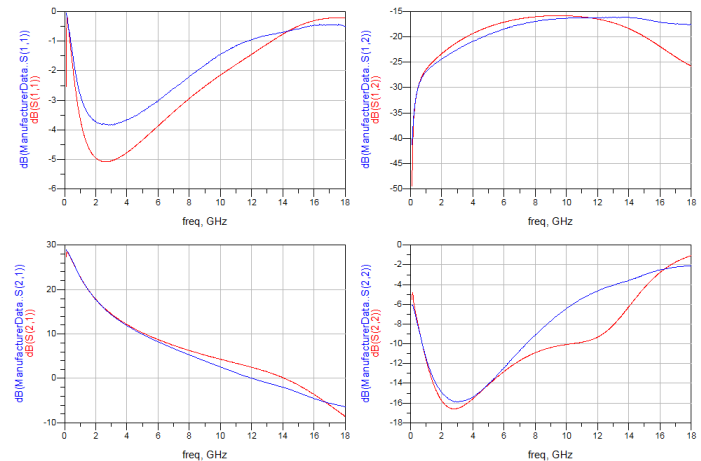 dB(ManufacturerData..S(1,1))
dB(S(1,1))
0
-1
-2
-3
-4
-5
-6
0 2 4 6 8 10 12 14 16 18
freq, GHz
dB(ManufacturerData..S(1,2))
dB(S(1,2))
-15
-20
-25
-30
-35
-40
-45
-50
0 2 4 6 8 10 12 14 16 18
freq, GHz
dB(ManufacturerData..S(2,1))
dB(S(2,1))
30
20
10
0
-10
0 2 4 6 8 10 12 14 16 18
freq, GHz
dB(ManufacturerData..S(2,2))
dB(S(2,2))
0
-2
-4
-6
-8
-10
-12
-14
-16
-18
0 2 4 6 8 10 12 14 16 18
freq, GHz